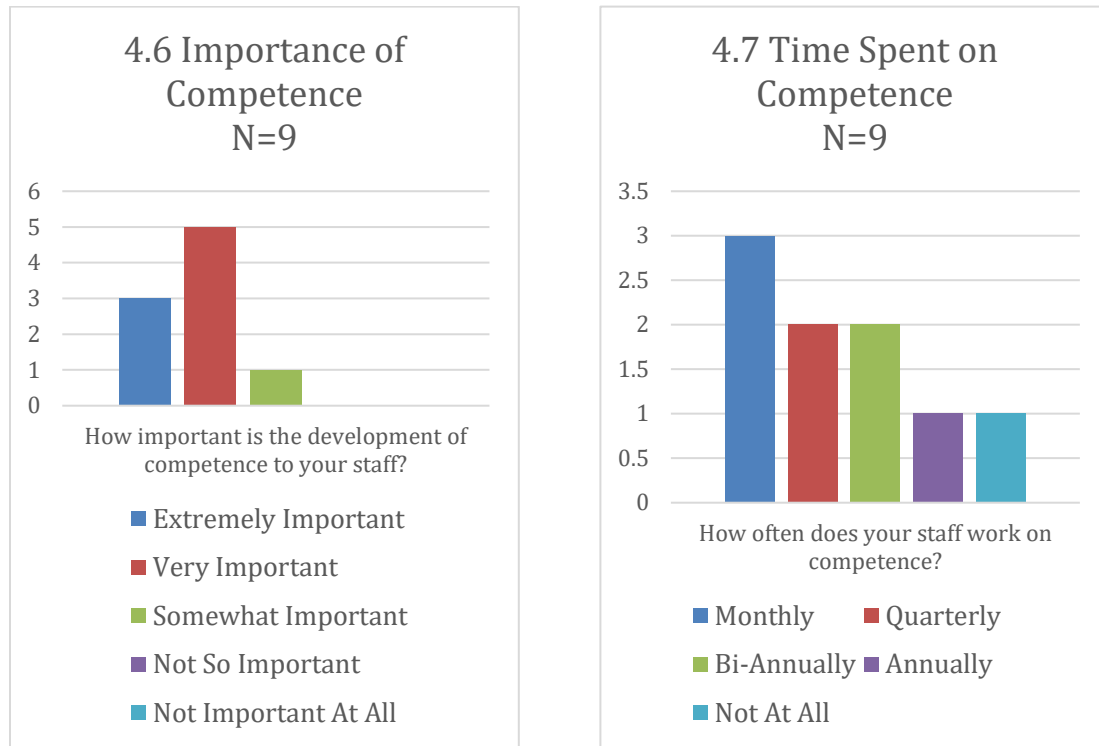 4.6 Importance of
Competence
N=9
6
5
4
3
2
1
0
How important is the development of
competence to your staff?
Extremely Important
Very Important
Somewhat Important
Not So Important
Not Important At All
4.7 Time Spent on
Competence
N=9
3.5
3
2.5
2
1.5
1
0.5
0
How often does your staff work on
competence?
Monthly Quarterly
Bi-Annually Annually
Not At All